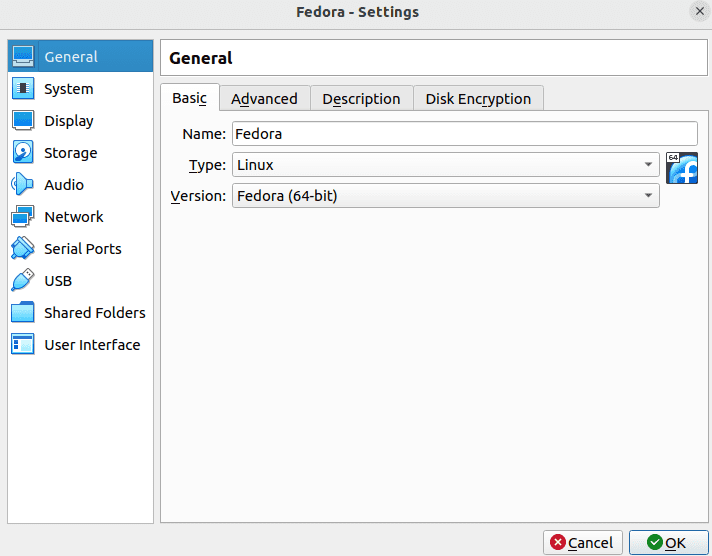 Fedora - Settings
General
System
Display
Storage
Audio
Network
Serial Ports
USB
Shared Folders
User Interface
General
Basic Advanced Description Disk Encryption
Name: Fedora
Type: Linux
64
Version: Fedora (64-bit)
Cancel OK